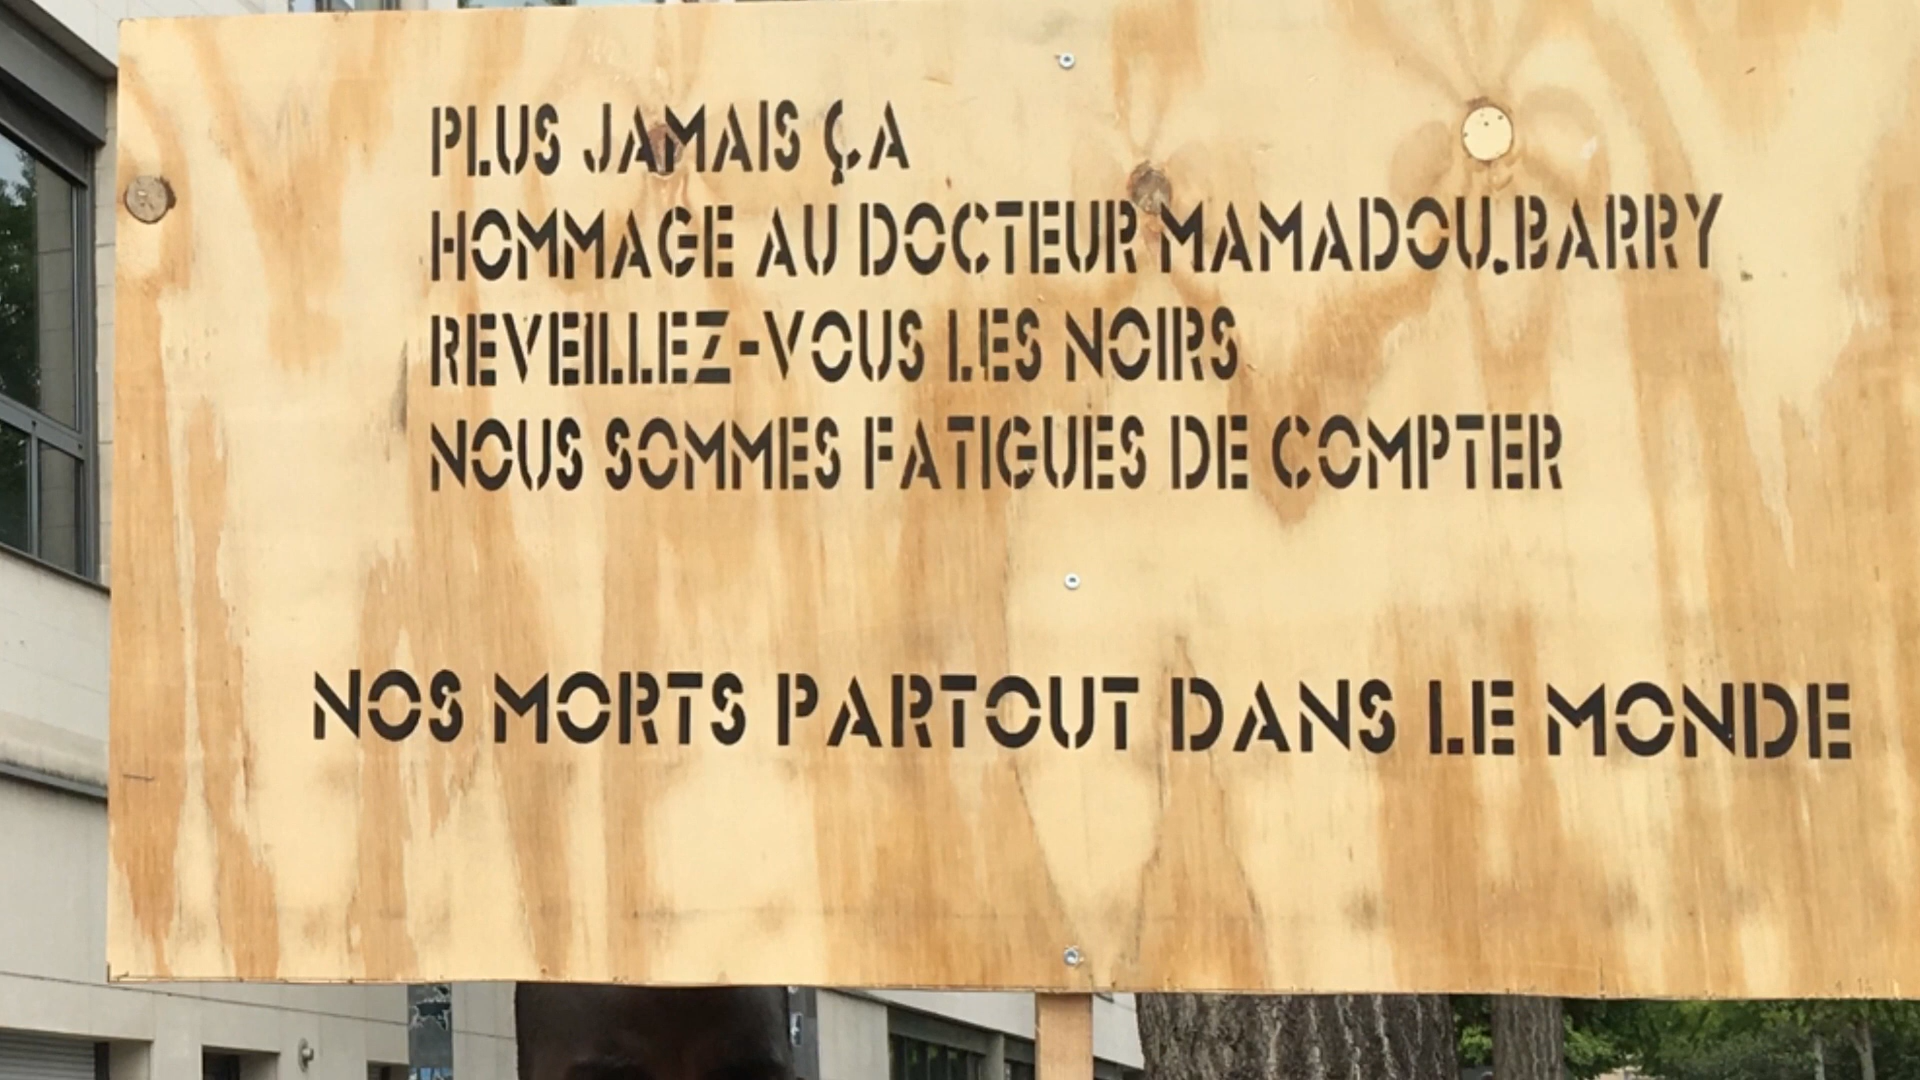 PLUS JAMAIS ÇA
HOMMAGE AU DOCTEUR MAMADOU.BARRY
REVEILLEZ-VOUS LES NOIRS
NOUS SOMMES FATIGUES DE COMPTER
NOS MORTS PARTOUT DANS LE MONDE